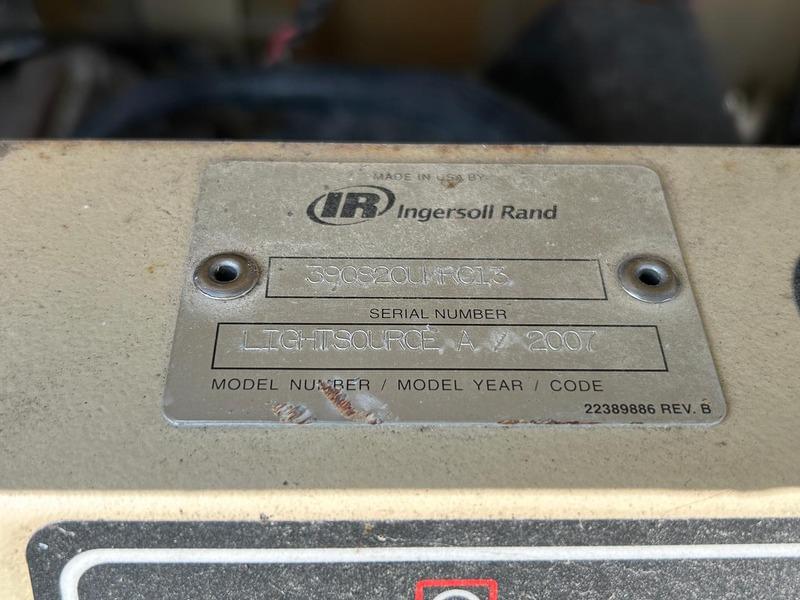 MADE IN USA BY
IR Ingersoll Rand
390820UMRC13
SERIAL NUMBER
LIGHTSOURCE A / 2007
MODEL NUMBER / MODEL YEAR / CODE
22389886 REV. B